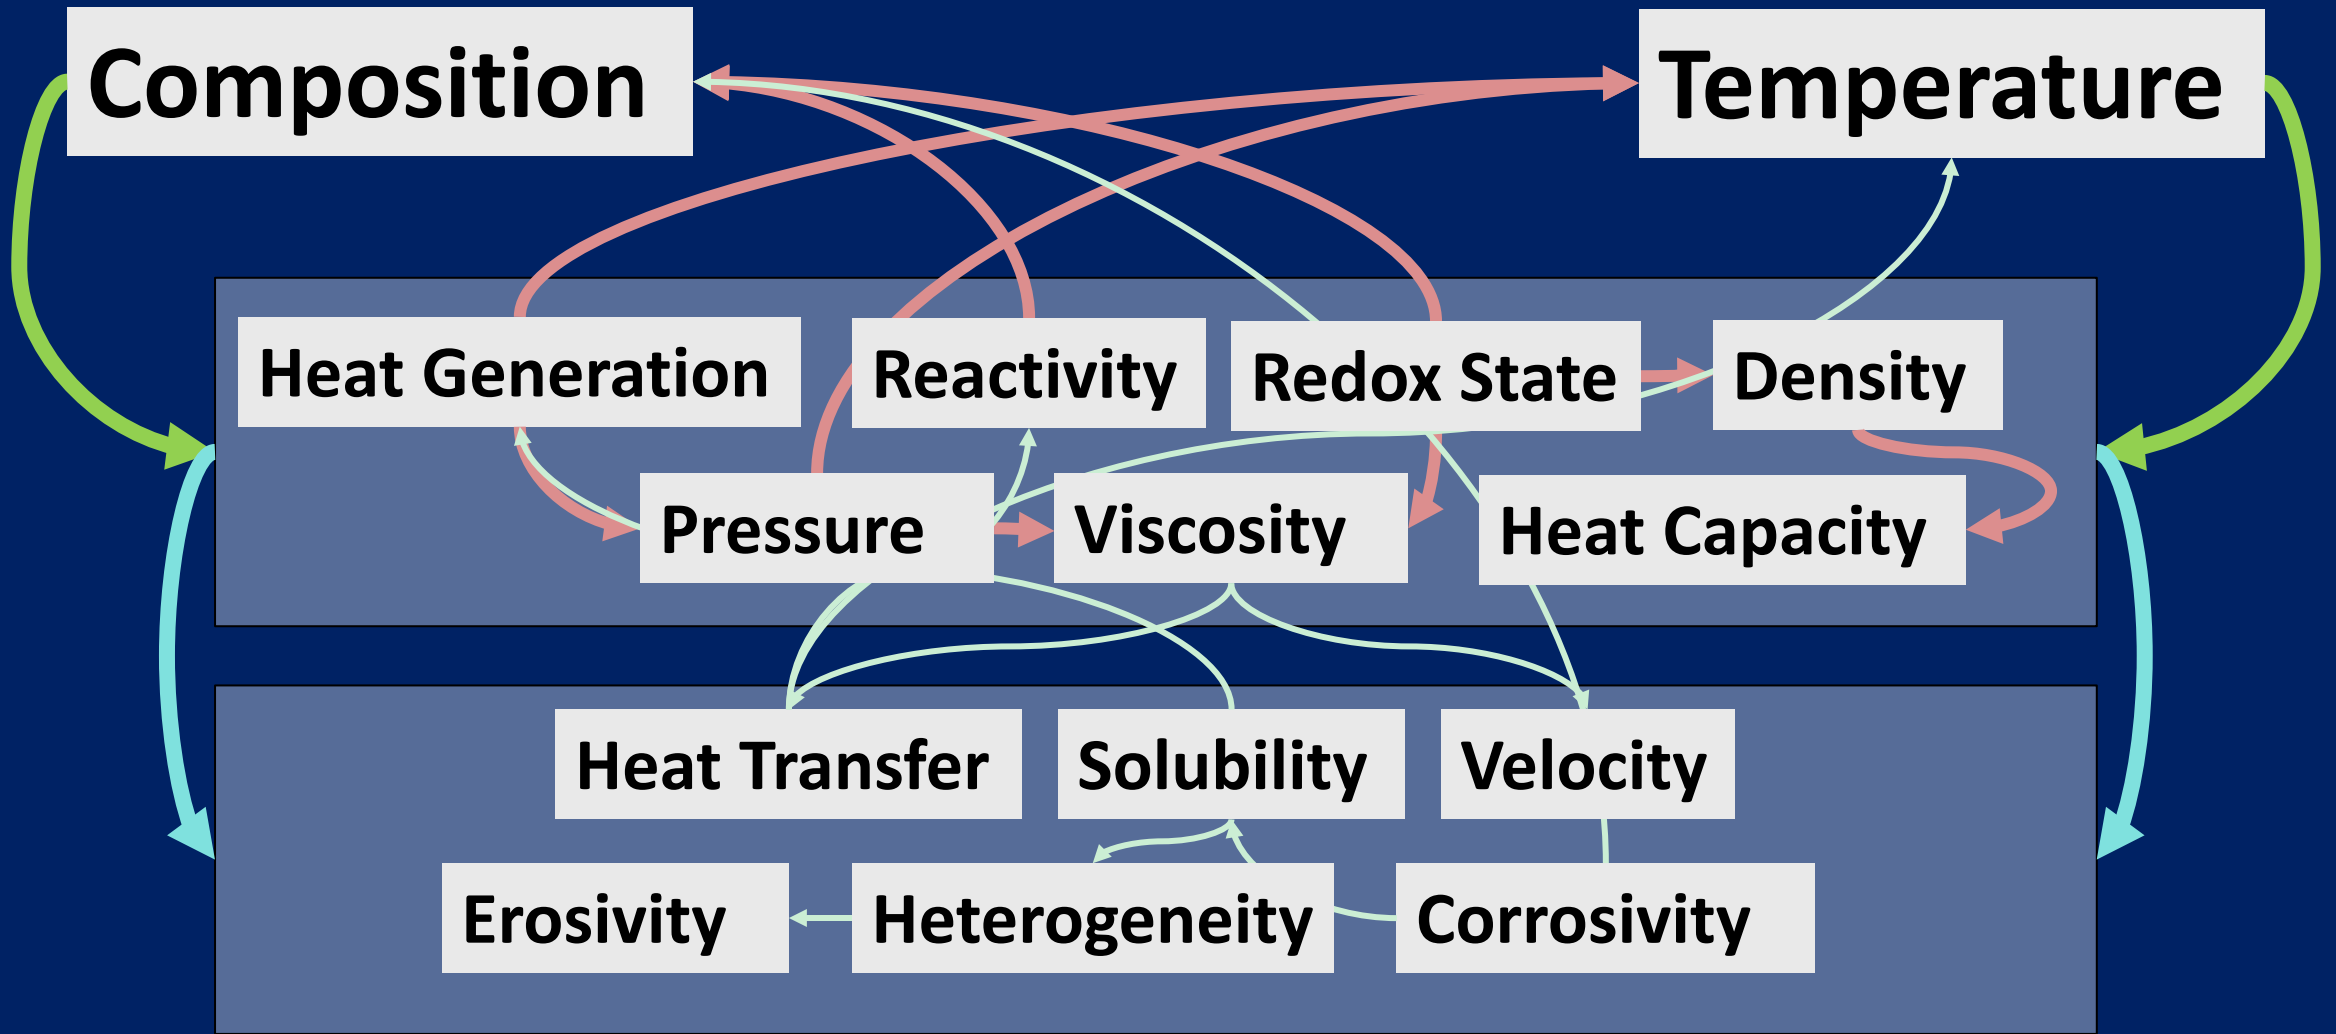 Composition
Temperature
Heat Generation
Reactivity
Redox State
Density
Pressure
Viscosity
Heat Capacity
Heat Transfer
Solubility
Velocity
Erosivity
Heterogeneity
Corrosivity